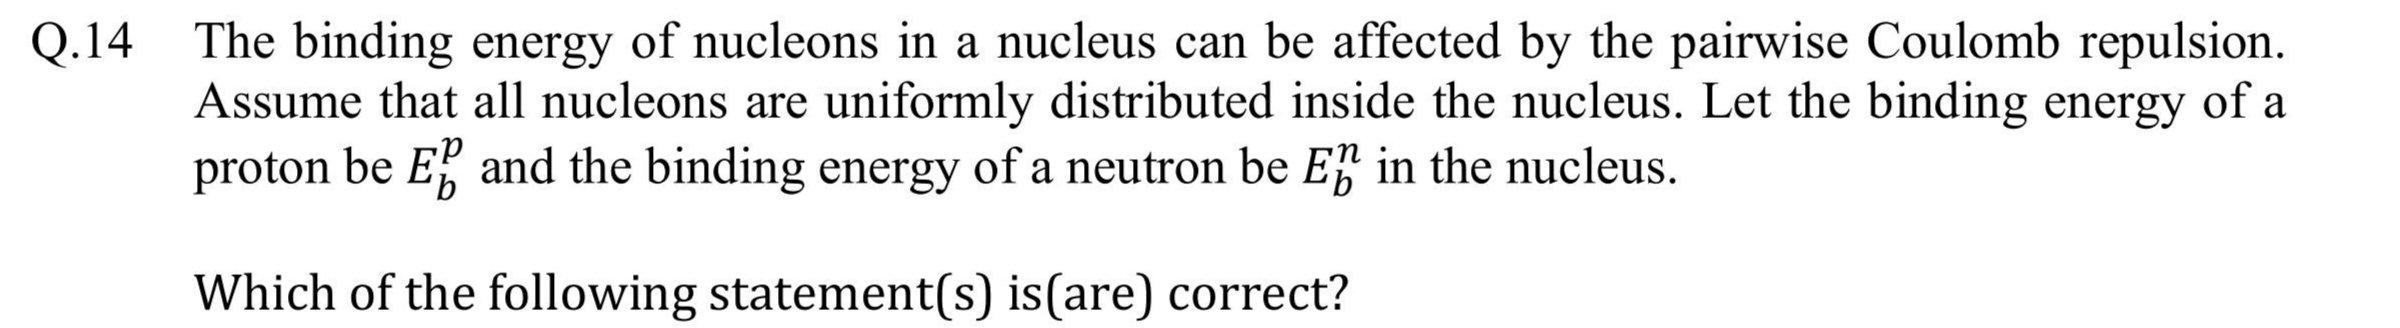 Q.14 The binding energy of nucleons in a nucleus can be affected by the pairwise Coulomb repulsion.
Assume that all nucleons are uniformly distributed inside the nucleus. Let the binding energy of a
proton be $E_b^p$ and the binding energy of a neutron be $E_b^n$ in the nucleus.
Which of the following statement(s) is(are) correct?